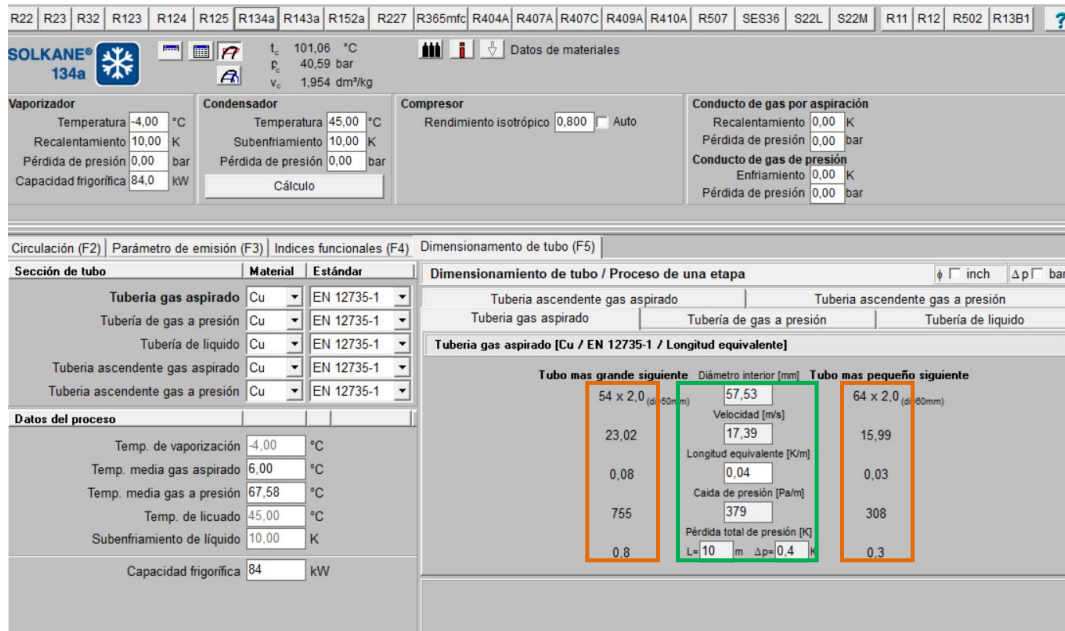 R22 R23 R32 R123 R124 R125 R134a R143a R152a R227 R365mfc R404A R407A R407C R409A R410A R507 SES36 S22L S22M R11 R12 R502 R13B1 ?
SOLKANE®
134a
tc 101,06 °C
pc 40,59 bar
vc 1,954 dm³/kg
Datos de materiales
Vaporizador
Temperatura -4,00 °C
Recalentamiento 10,00 K
Pérdida de presión 0,00 bar
Capacidad frigorífica 84,0 kW
Condensador
Temperatura 45,00 °C
Subenfriamiento 10,00 K
Pérdida de presión 0,00 bar
Cálculo
Compresor
Rendimiento isotrópico 0,800 Auto
Conducto de gas por aspiración
Recalentamiento 0,00 K
Pérdida de presión 0,00 bar
Conducto de gas de presión
Enfriamiento 0,00 K
Pérdida de presión 0,00 bar
Circulación (F2) Parámetro de emisión (F3) Indices funcionales (F4) Dimensionamento de tubo (F5)
Sección de tubo Material Estándar
Tuberia gas aspirado Cu EN 12735-1
Tubería de gas a presión Cu EN 12735-1
Tubería de liquido Cu EN 12735-1
Tuberia ascendente gas aspirado Cu EN 12735-1
Tuberia ascendente gas a presión Cu EN 12735-1
Datos del proceso
Temp. de vaporización -4,00 °C
Temp. media gas aspirado 6,00 °C
Temp. media gas a presión 67,58 °C
Temp. de licuado 45,00 °C
Subenfriamiento de líquido 10,00 K
Capacidad frigorífica 84 kW
Dimensionamiento de tubo / Proceso de una etapa ϕ inch Δp bar
Tuberia ascendente gas aspirado Tuberia ascendente gas a presión
Tuberia gas aspirado Tubería de gas a presión Tubería de liquido
Tuberia gas aspirado [Cu / EN 12735-1 / Longitud equivalente]
Tubo mas grande siguiente Diámetro interior [mm] Tubo mas pequeño siguiente
54 x 2,0 57,53 64 x 2,0
Velocidad [m/s]
23,02 17,39 15,99
Longitud equivalente [K/m]
0,08 0,04 0,03
Caida de presión [Pa/m]
755 379 308
Pérdida total de presión [K]
0,8 L= 10 m Δp= 0,4 K 0,3